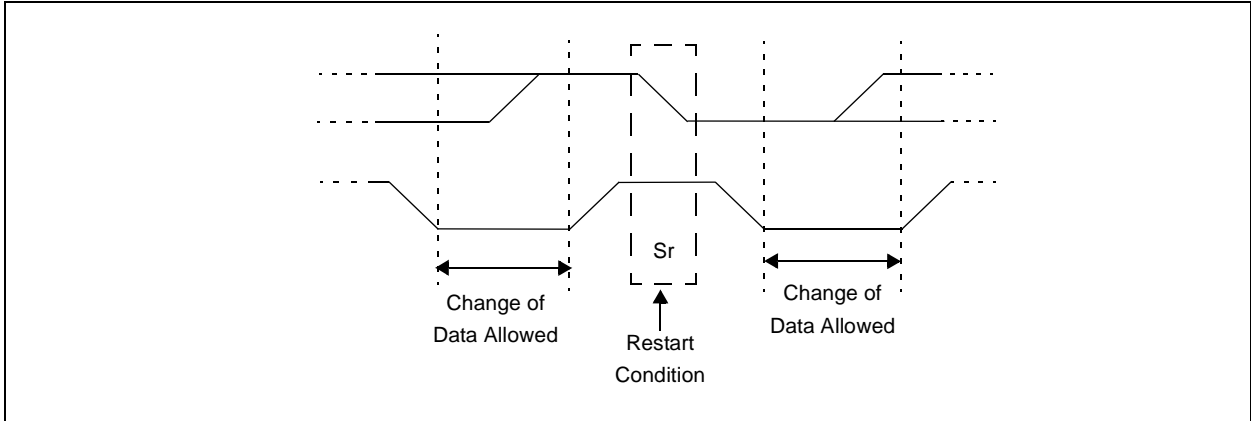 Sr
Change of
Data Allowed
Restart
Condition
Change of
Data Allowed